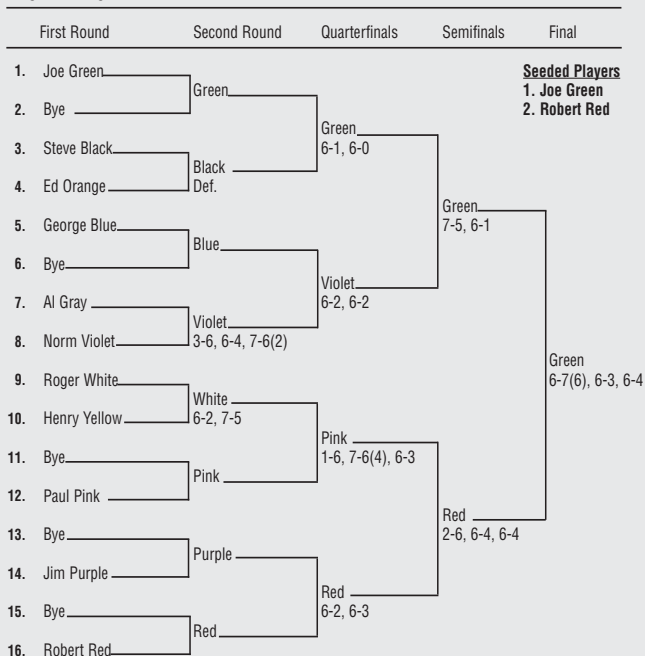 First Round Second Round Quarterfinals Semifinals Final
Seeded Players
1. Joe Green
2. Robert Red
1. Joe Green
Green
2. Bye
Green
6-1, 6-0
3. Steve Black
Black
Def.
4. Ed Orange
Green
7-5, 6-1
5. George Blue
Blue
6. Bye
Violet
6-2, 6-2
7. Al Gray
Violet
3-6, 6-4, 7-6(2)
8. Norm Violet
Green
6-7(6), 6-3, 6-4
9. Roger White
White
6-2, 7-5
10. Henry Yellow
Pink
1-6, 7-6(4), 6-3
11. Bye
Pink
12. Paul Pink
Red
2-6, 6-4, 6-4
13. Bye
Purple
14. Jim Purple
Red
6-2, 6-3
15. Bye
Red
16. Robert Red